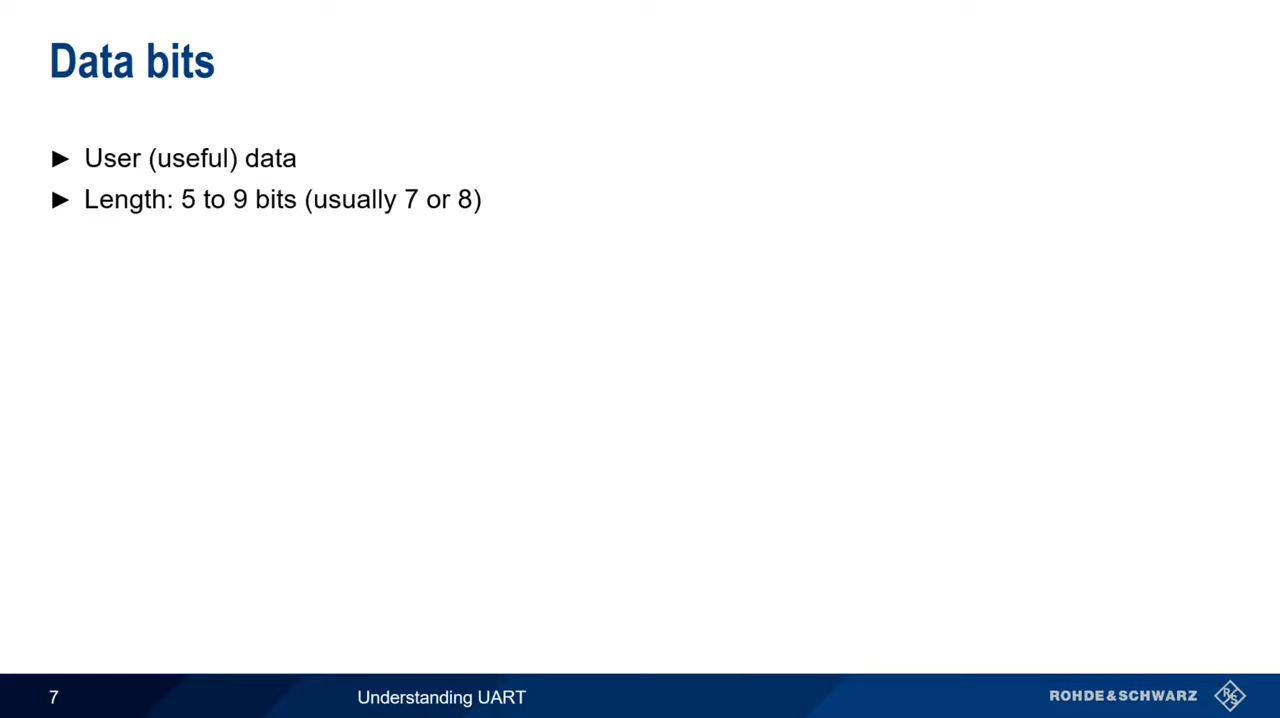 Data bits
► User (useful) data
► Length: 5 to 9 bits (usually 7 or 8)
7
Understanding UART
ROHDE&SCHWARZ
R&S